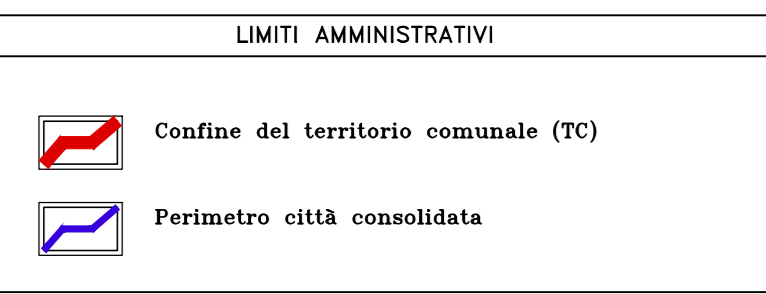 LIMITI AMMINISTRATIVI
Confine del territorio comunale (TC)
Perimetro città consolidata